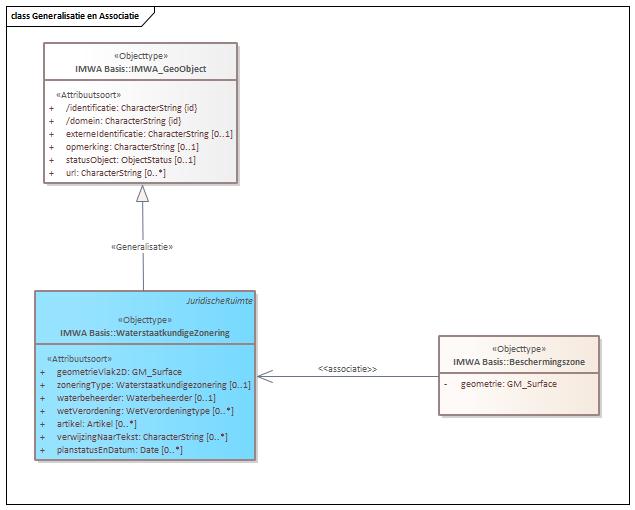 class Generalisatie en Associatie
«Objecttype»
IMWA Basis::IMWA_GeoObject
«Attribuutsoort»
+ /identificatie: CharacterString {id}
+ /domein: CharacterString {id}
+ externeIdentificatie: CharacterString [0..1]
+ opmerking: CharacterString [0..1]
+ statusObject: ObjectStatus [0..1]
+ url: CharacterString [0..*]
«Generalisatie»
JuridischeRuimte
«Objecttype»
IMWA Basis::WaterstaatkundigeZonering
«Attribuutsoort»
+ geometrieVlak2D: GM_Surface
+ zoneringType: Waterstaatkundigezonering [0..1]
+ waterbeheerder: Waterbeheerder [0..1]
+ wetVerordening: WetVerordeningtype [0..*]
+ artikel: Artikel [0..*]
+ verwijzingNaarTekst: CharacterString [0..*]
+ planstatusEnDatum: Date [0..*]
<<associatie>>
«Objecttype»
IMWA Basis::Beschermingszone
- geometrie: GM_Surface